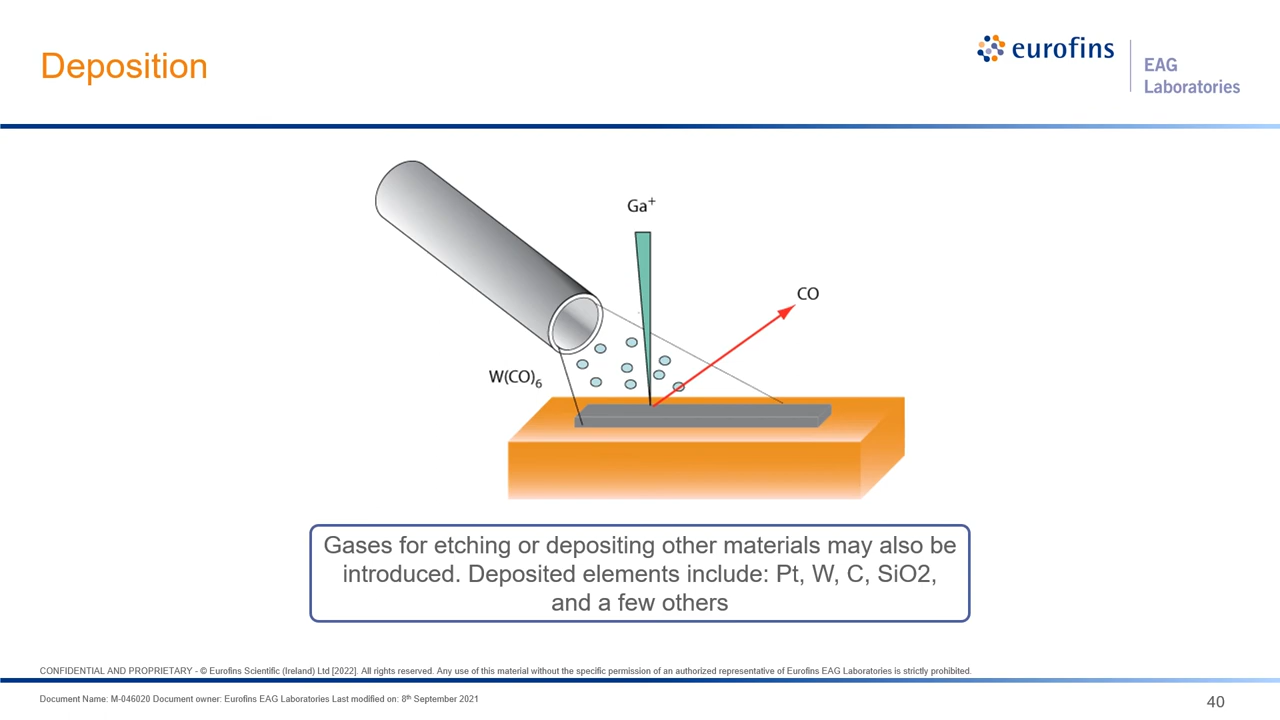 Deposition
eurofins
EAG
Laboratories
Ga⁺
CO
W(CO)₆
Gases for etching or depositing other materials may also be
introduced. Deposited elements include: Pt, W, C, SiO2,
and a few others
CONFIDENTIAL AND PROPRIETARY - © Eurofins Scientific (Ireland) Ltd [2022]. All rights reserved. Any use of this material without the specific permission of an authorized representative of Eurofins EAG Laboratories is strictly prohibited.
Document Name: M-046020 Document owner: Eurofins EAG Laboratories Last modified on: 8ᵗʰ September 2021
40